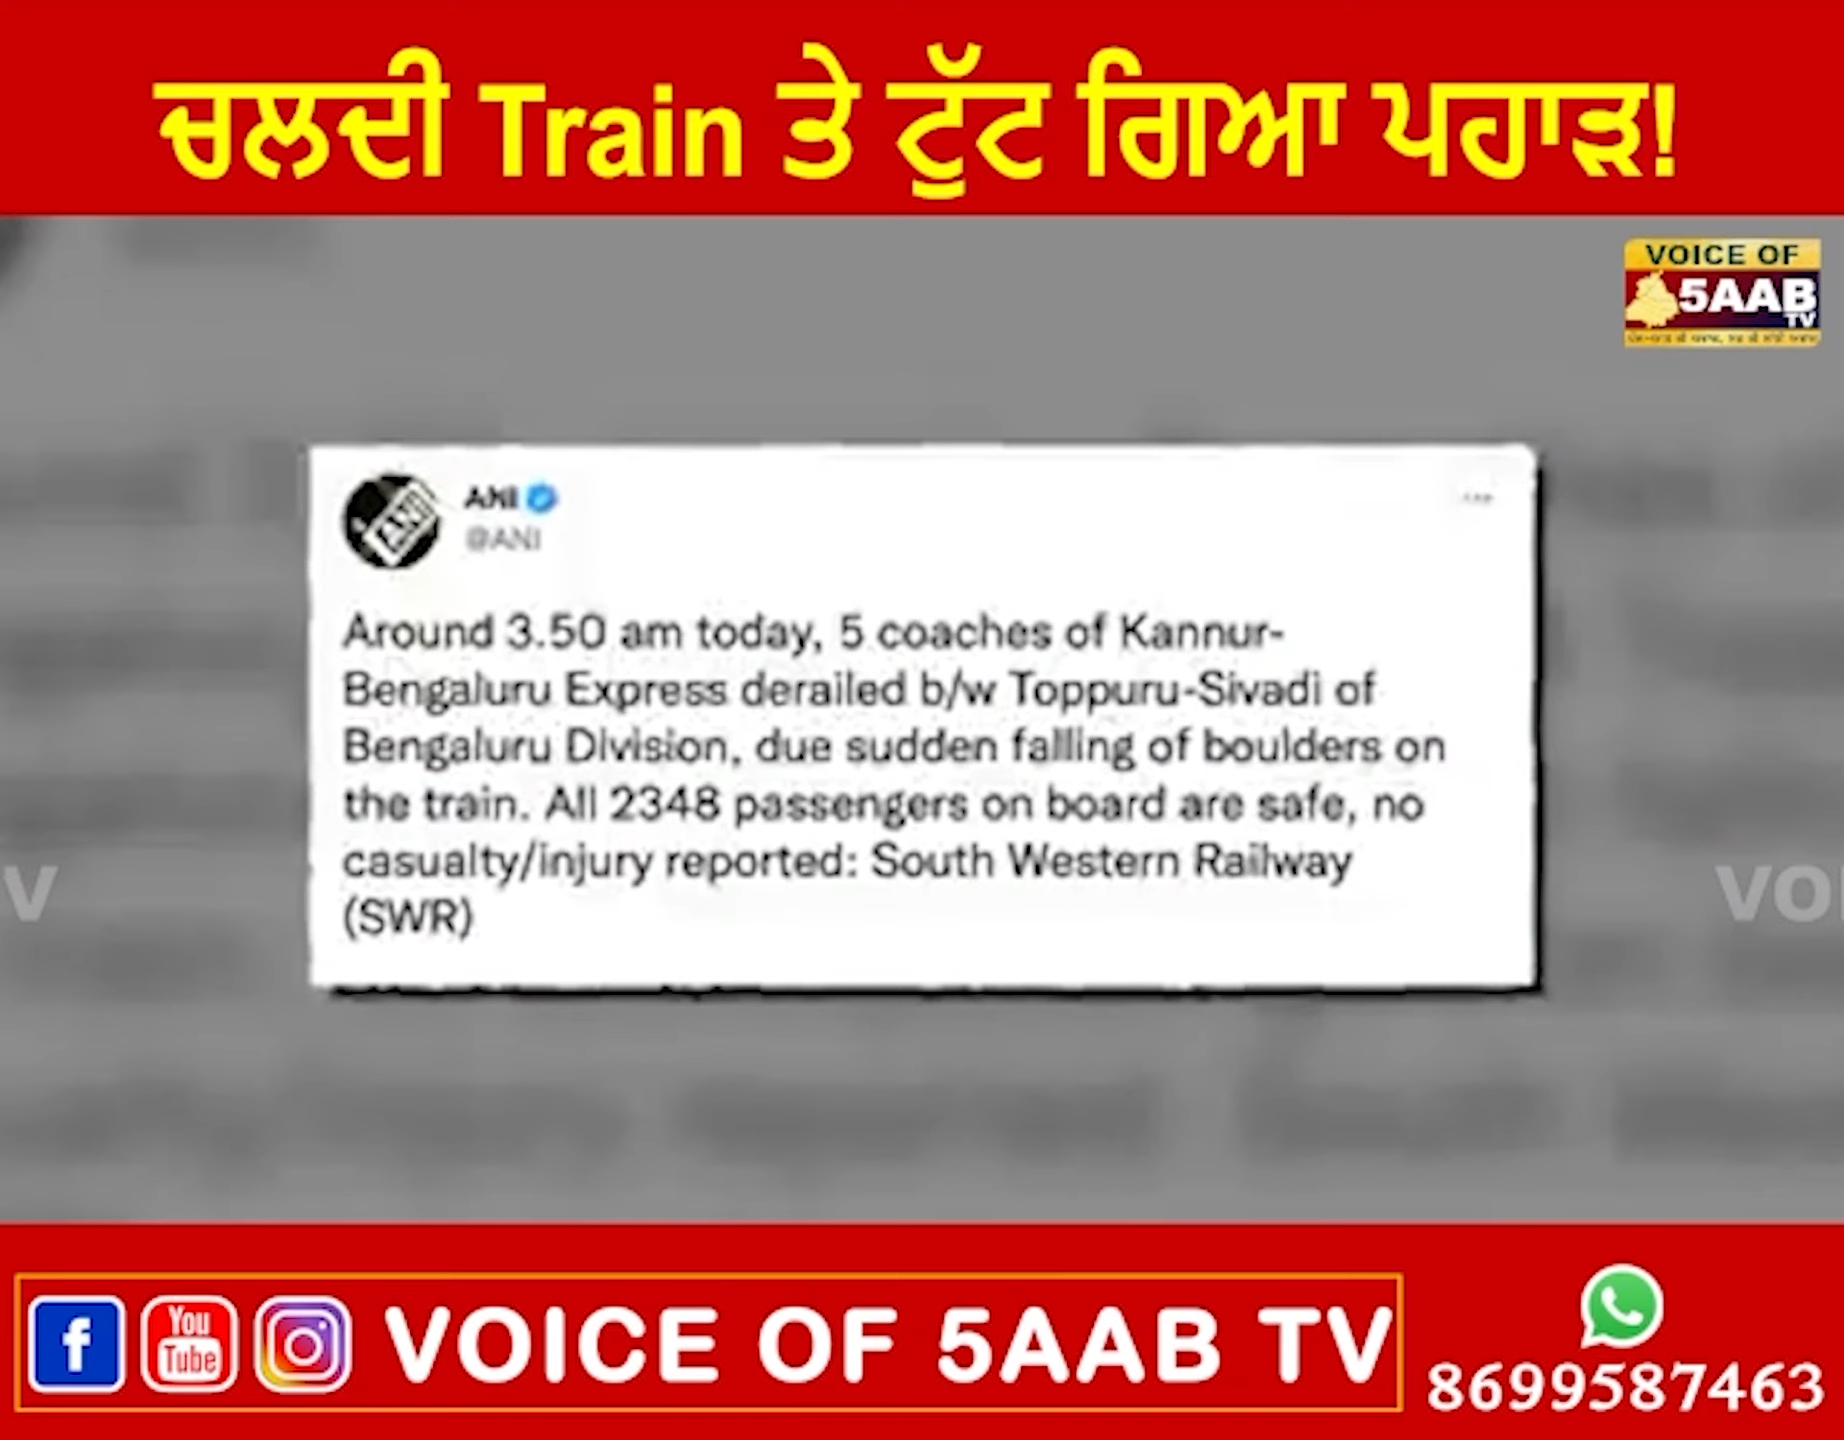 ਚਲਦੀ Train ਤੇ ਟੁੱਟ ਗਿਆ ਪਹਾੜ!
VOICE OF
5AAB
TV
ANI
ANI
@ANI
Around 3.50 am today, 5 coaches of Kannur-
Bengaluru Express derailed b/w Toppuru-Sivadi of
Bengaluru Division, due sudden falling of boulders on
the train. All 2348 passengers on board are safe, no
casualty/injury reported: South Western Railway
(SWR)
V
VO
f
You
Tube
VOICE OF 5AAB TV
8699587463